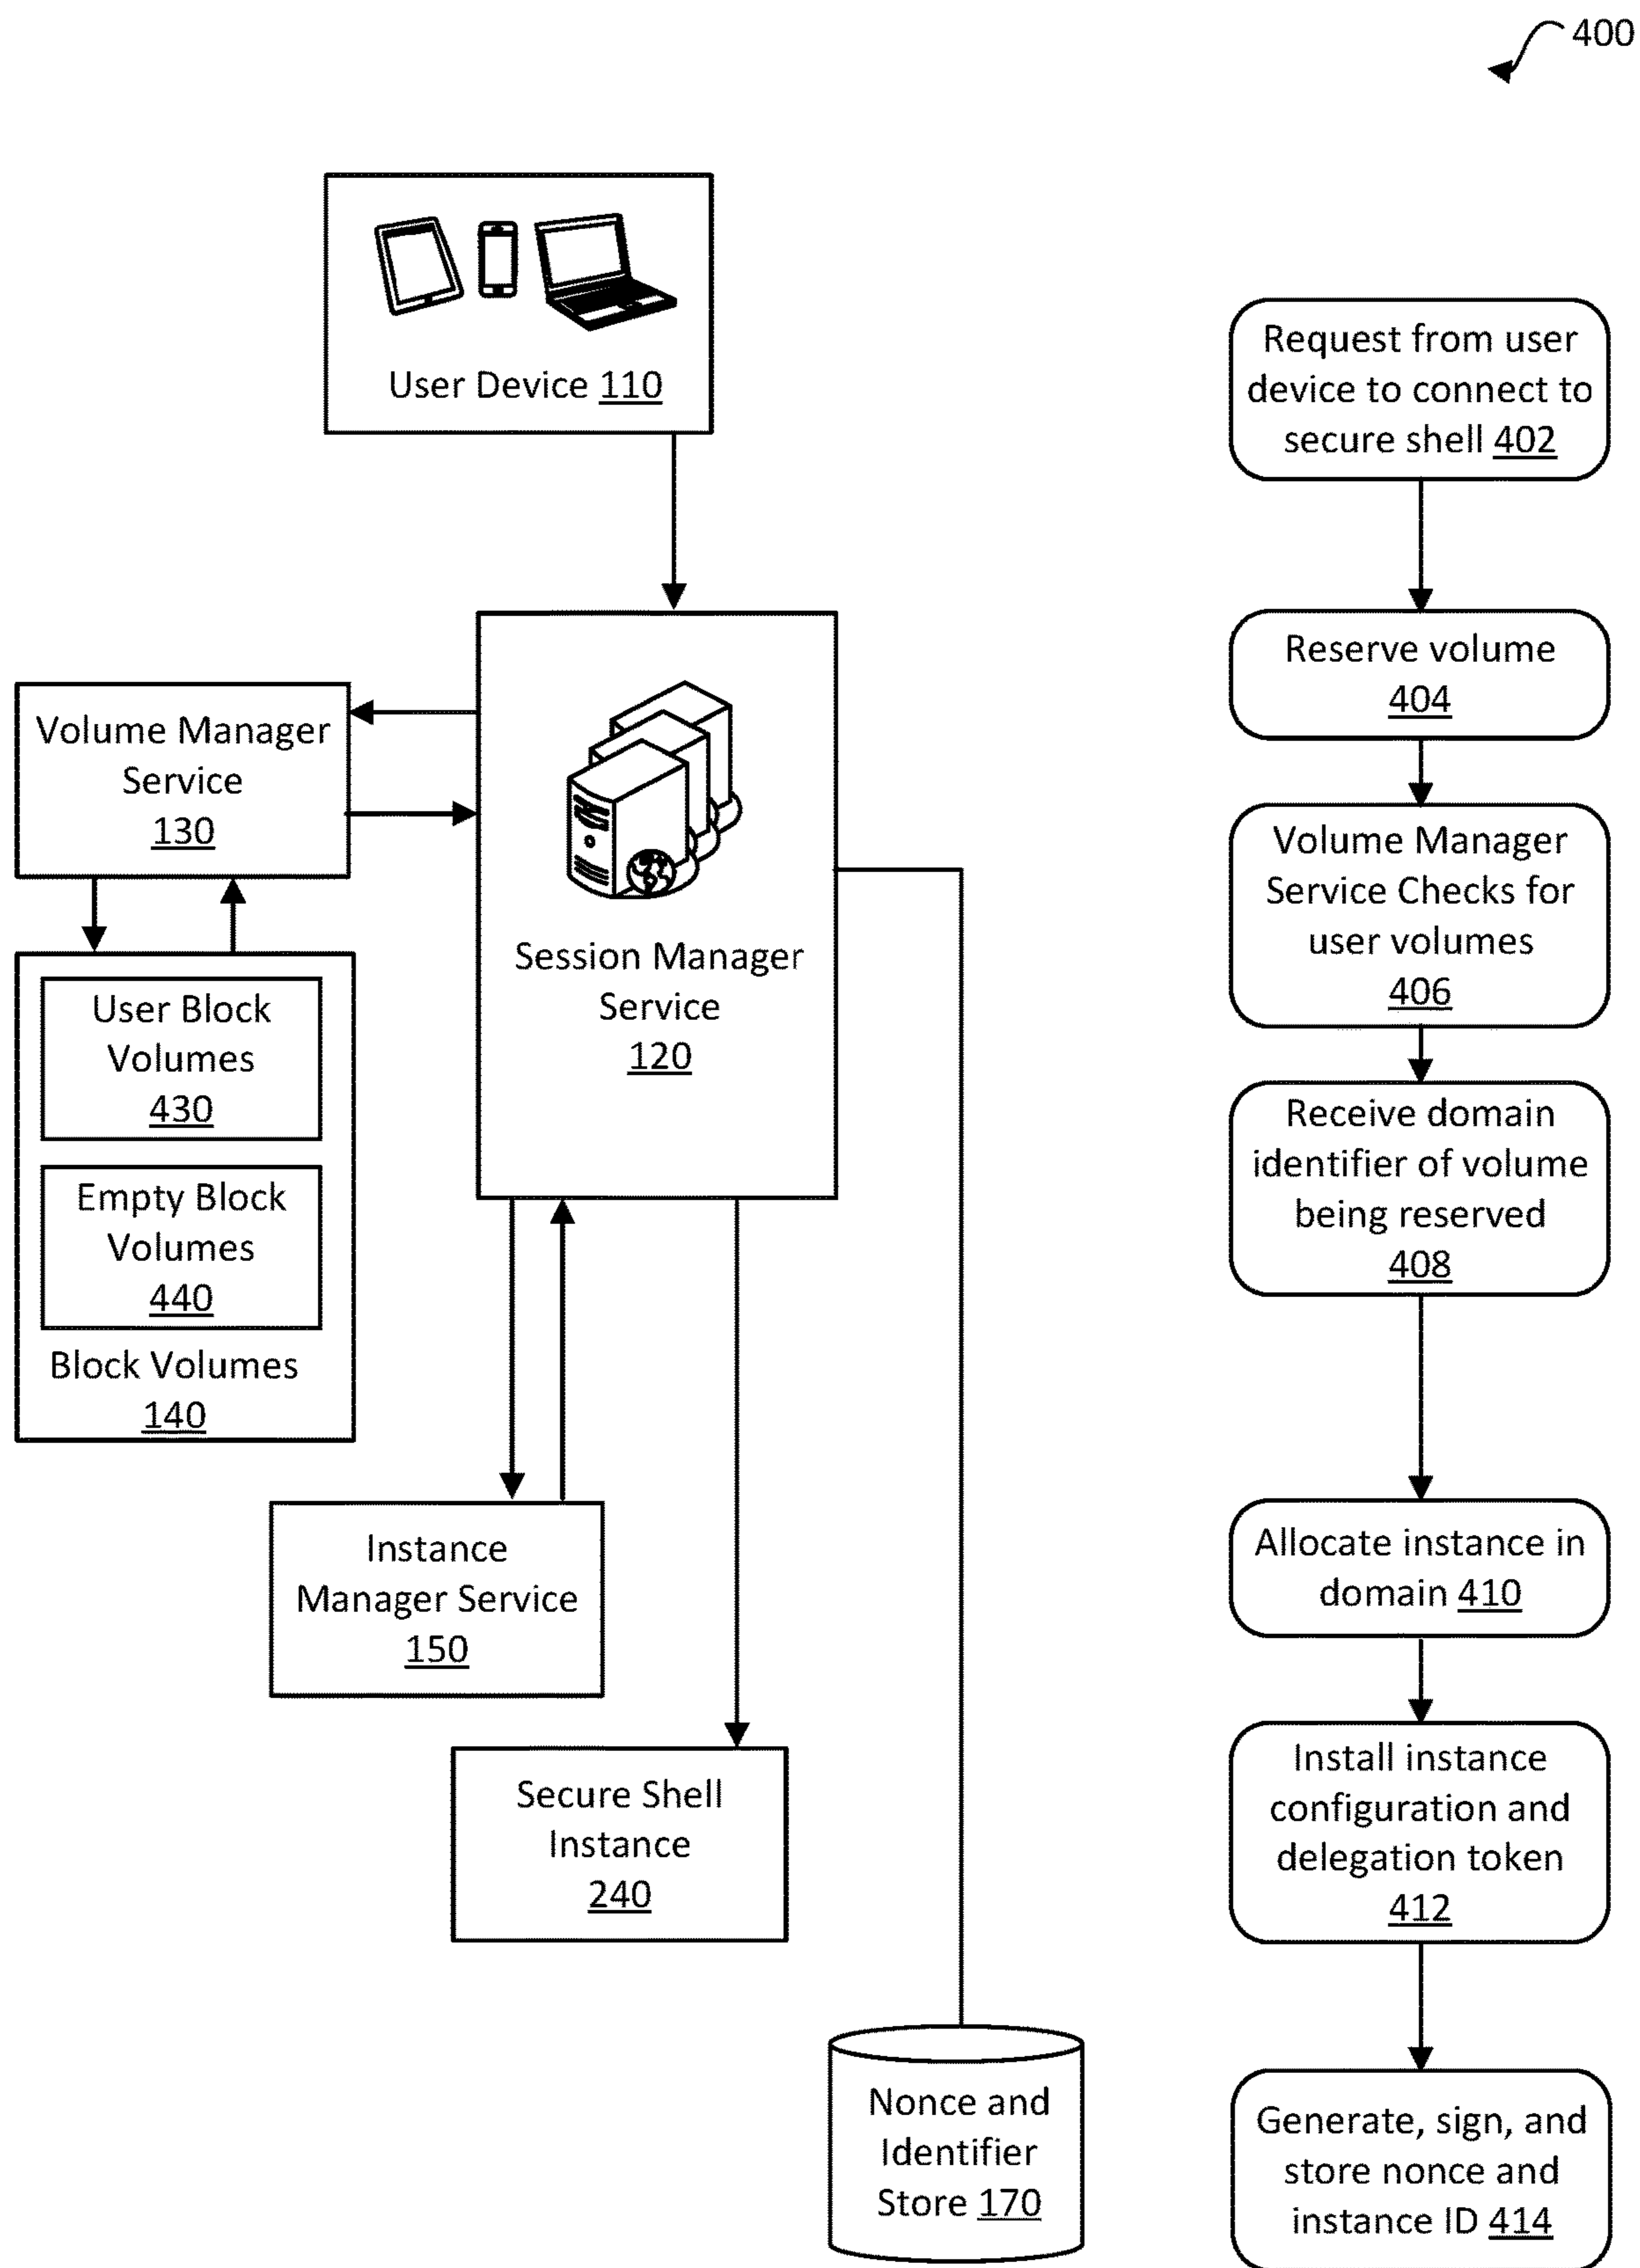 400
User Device 110
Volume Manager
Service
130
User Block
Volumes
430
Empty Block
Volumes
440
Block Volumes
140
Session Manager
Service
120
Instance
Manager Service
150
Secure Shell
Instance
240
Nonce and
Identifier
Store 170
Request from user
device to connect to
secure shell 402
Reserve volume
404
Volume Manager
Service Checks for
user volumes
406
Receive domain
identifier of volume
being reserved
408
Allocate instance in
domain 410
Install instance
configuration and
delegation token
412
Generate, sign, and
store nonce and
instance ID 414